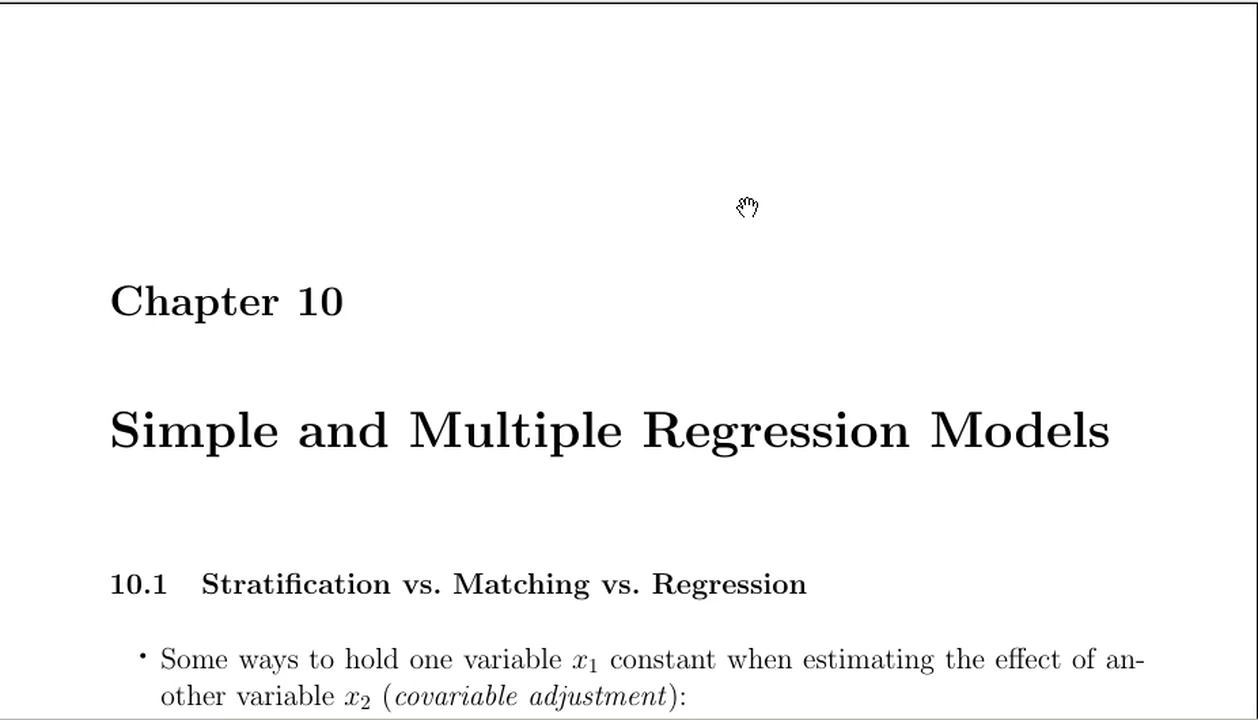 Chapter 10
Simple and Multiple Regression Models
10.1 Stratification vs. Matching vs. Regression
• Some ways to hold one variable x₁ constant when estimating the effect of an-
other variable x₂ (covariable adjustment):